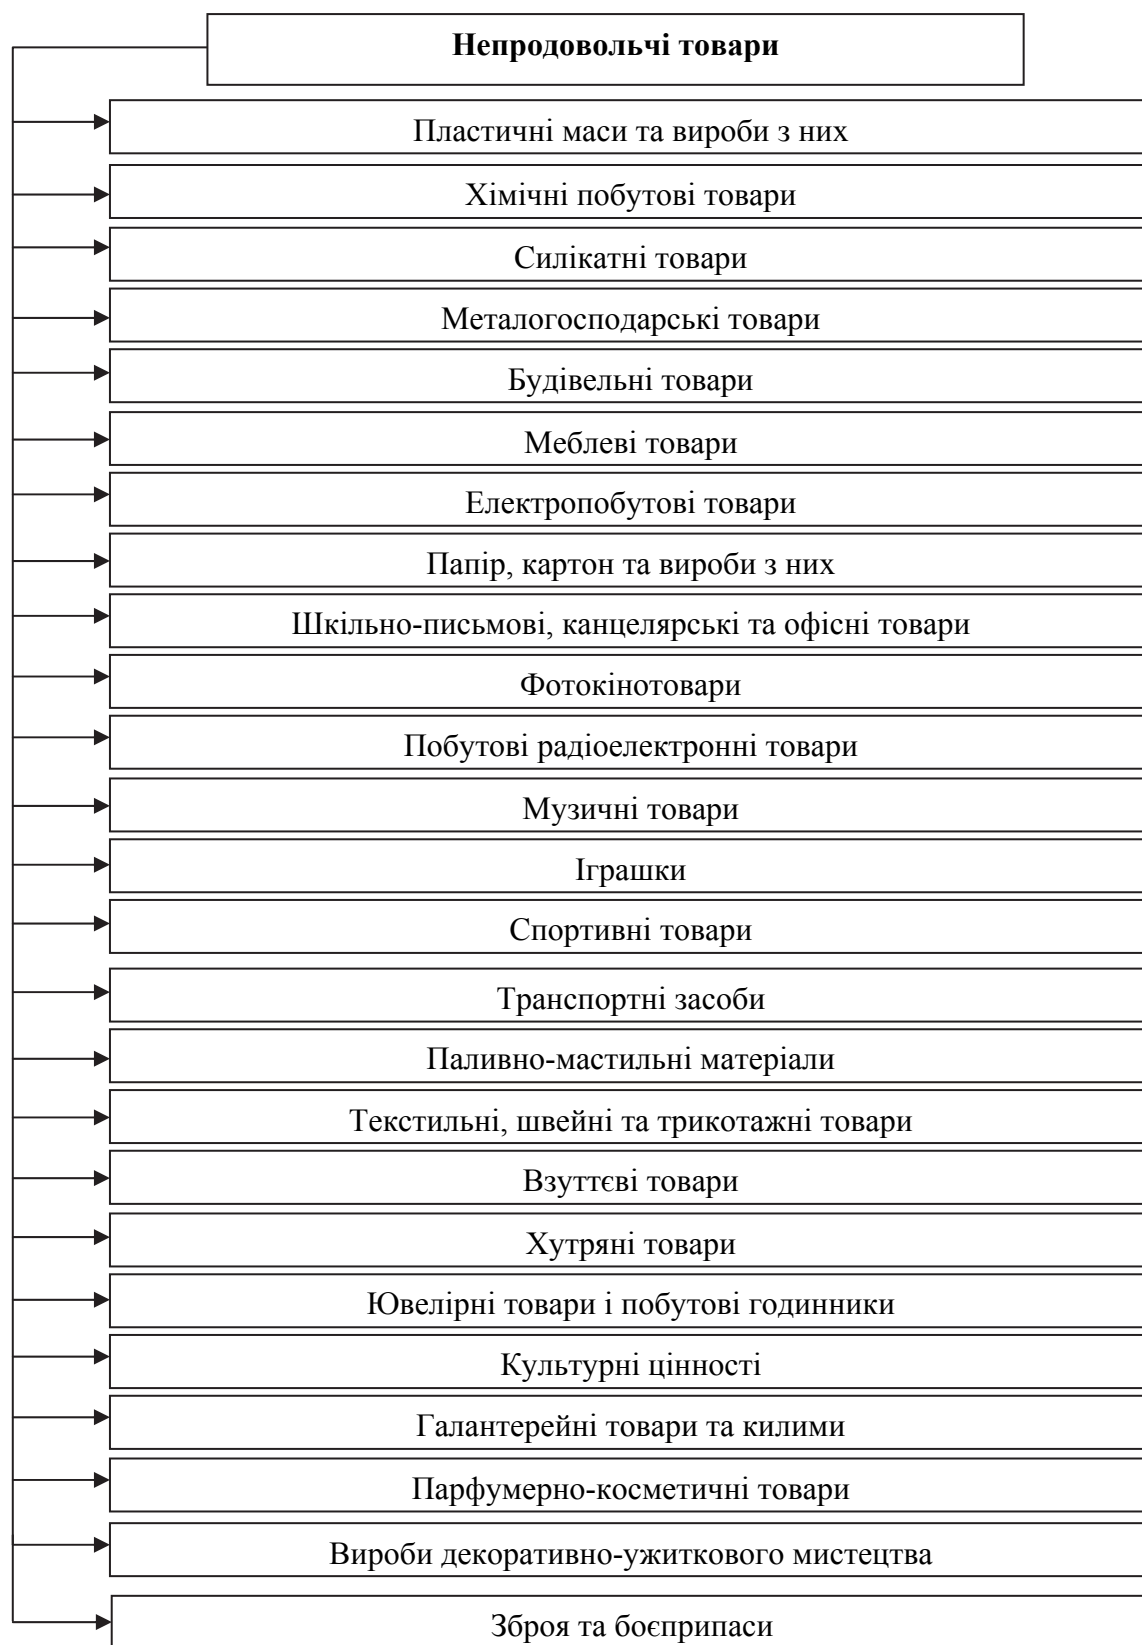 Непродовольчі товари
Пластичні маси та вироби з них
Хімічні побутові товари
Силікатні товари
Металогосподарські товари
Будівельні товари
Меблеві товари
Електропобутові товари
Папір, картон та вироби з них
Шкільно-письмові, канцелярські та офісні товари
Фотокінотовари
Побутові радіоелектронні товари
Музичні товари
Іграшки
Спортивні товари
Транспортні засоби
Паливно-мастильні матеріали
Текстильні, швейні та трикотажні товари
Взуттєві товари
Хутряні товари
Ювелірні товари і побутові годинники
Культурні цінності
Галантерейні товари та килими
Парфумерно-косметичні товари
Вироби декоративно-ужиткового мистецтва
Зброя та боєприпаси